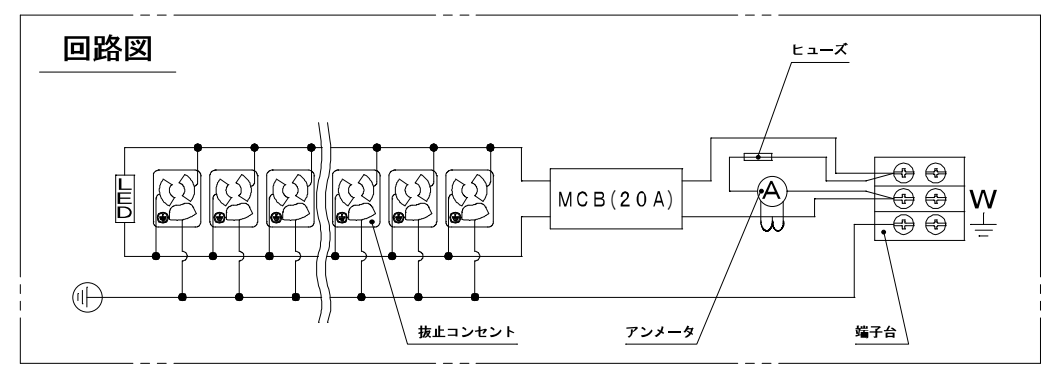 回路図
ヒューズ
LED
MCB(20A)
A
W
抜止コンセント
アンメータ
端子台